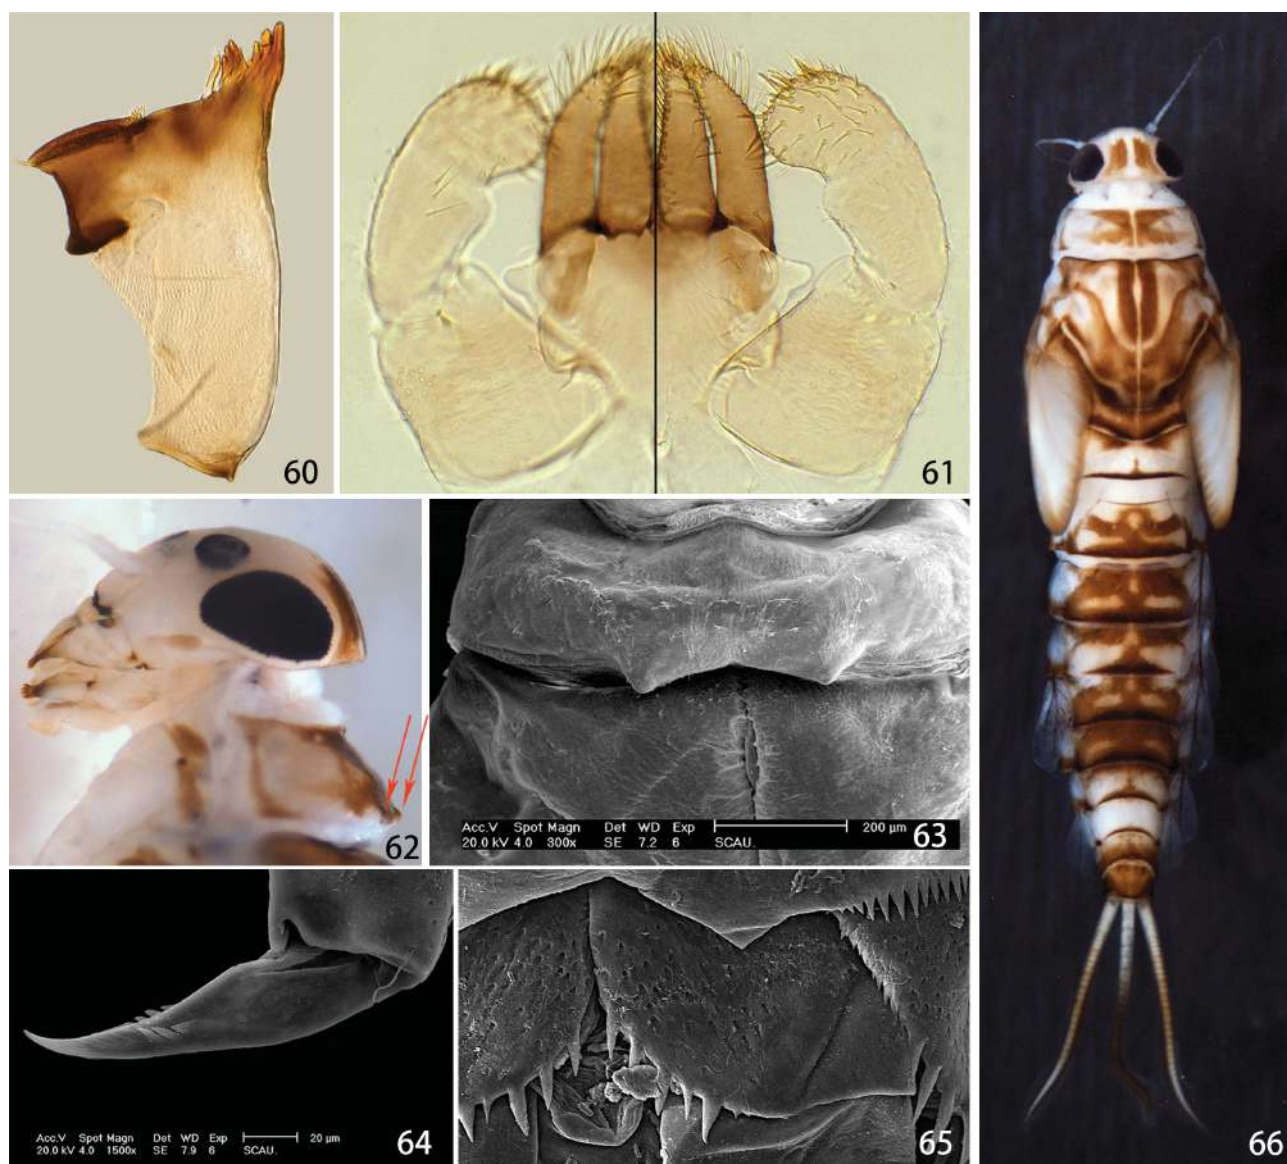 60
61
62
Acc.V Spot Magn Det WD Exp 200 µm
20.0 kV 4.0 300x SE 7.2 6 SCAU.
63
Acc.V Spot Magn Det WD Exp 20 µm
20.0 kV 4.0 1500x SE 7.9 6 SCAU.
64
65
66